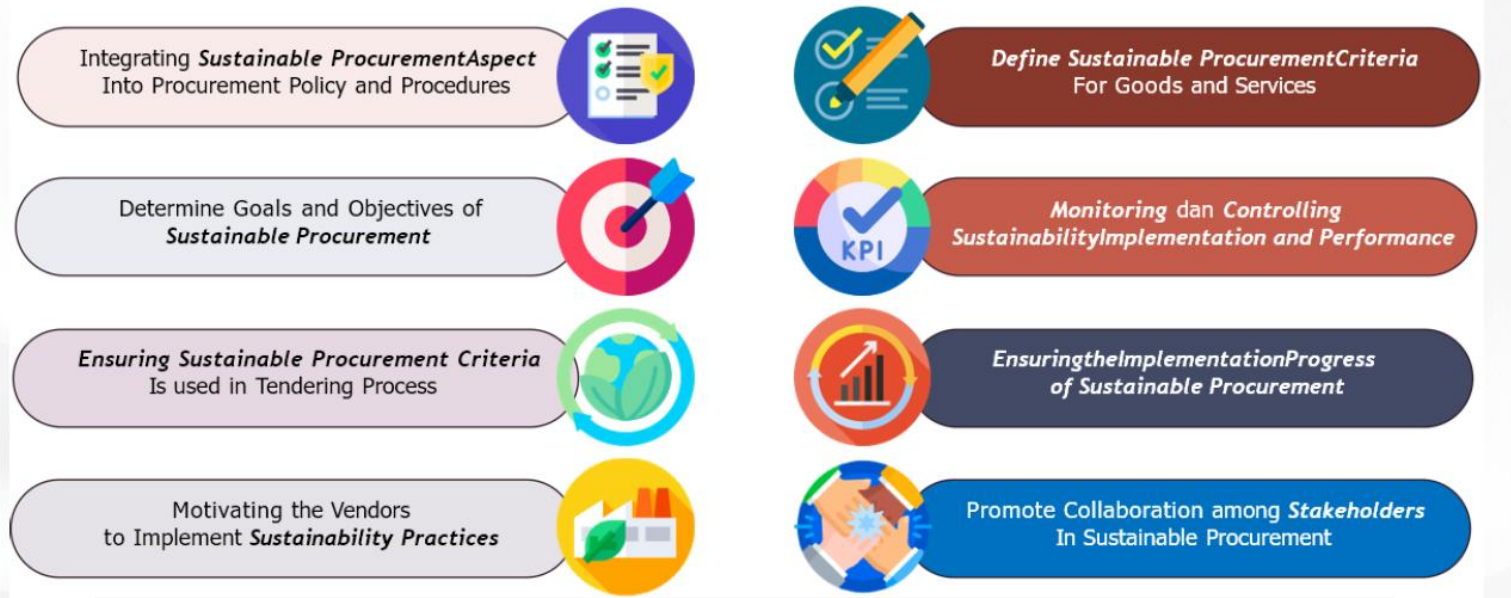 Integrating Sustainable ProcurementAspect
Into Procurement Policy and Procedures
Determine Goals and Objectives of
Sustainable Procurement
Ensuring Sustainable Procurement Criteria
Is used in Tendering Process
Motivating the Vendors
to Implement Sustainability Practices
Define Sustainable ProcurementCriteria
For Goods and Services
KPI
Monitoring dan Controlling
SustainabilityImplementation and Performance
EnsuringtheImplementationProgress
of Sustainable Procurement
Promote Collaboration among Stakeholders
In Sustainable Procurement